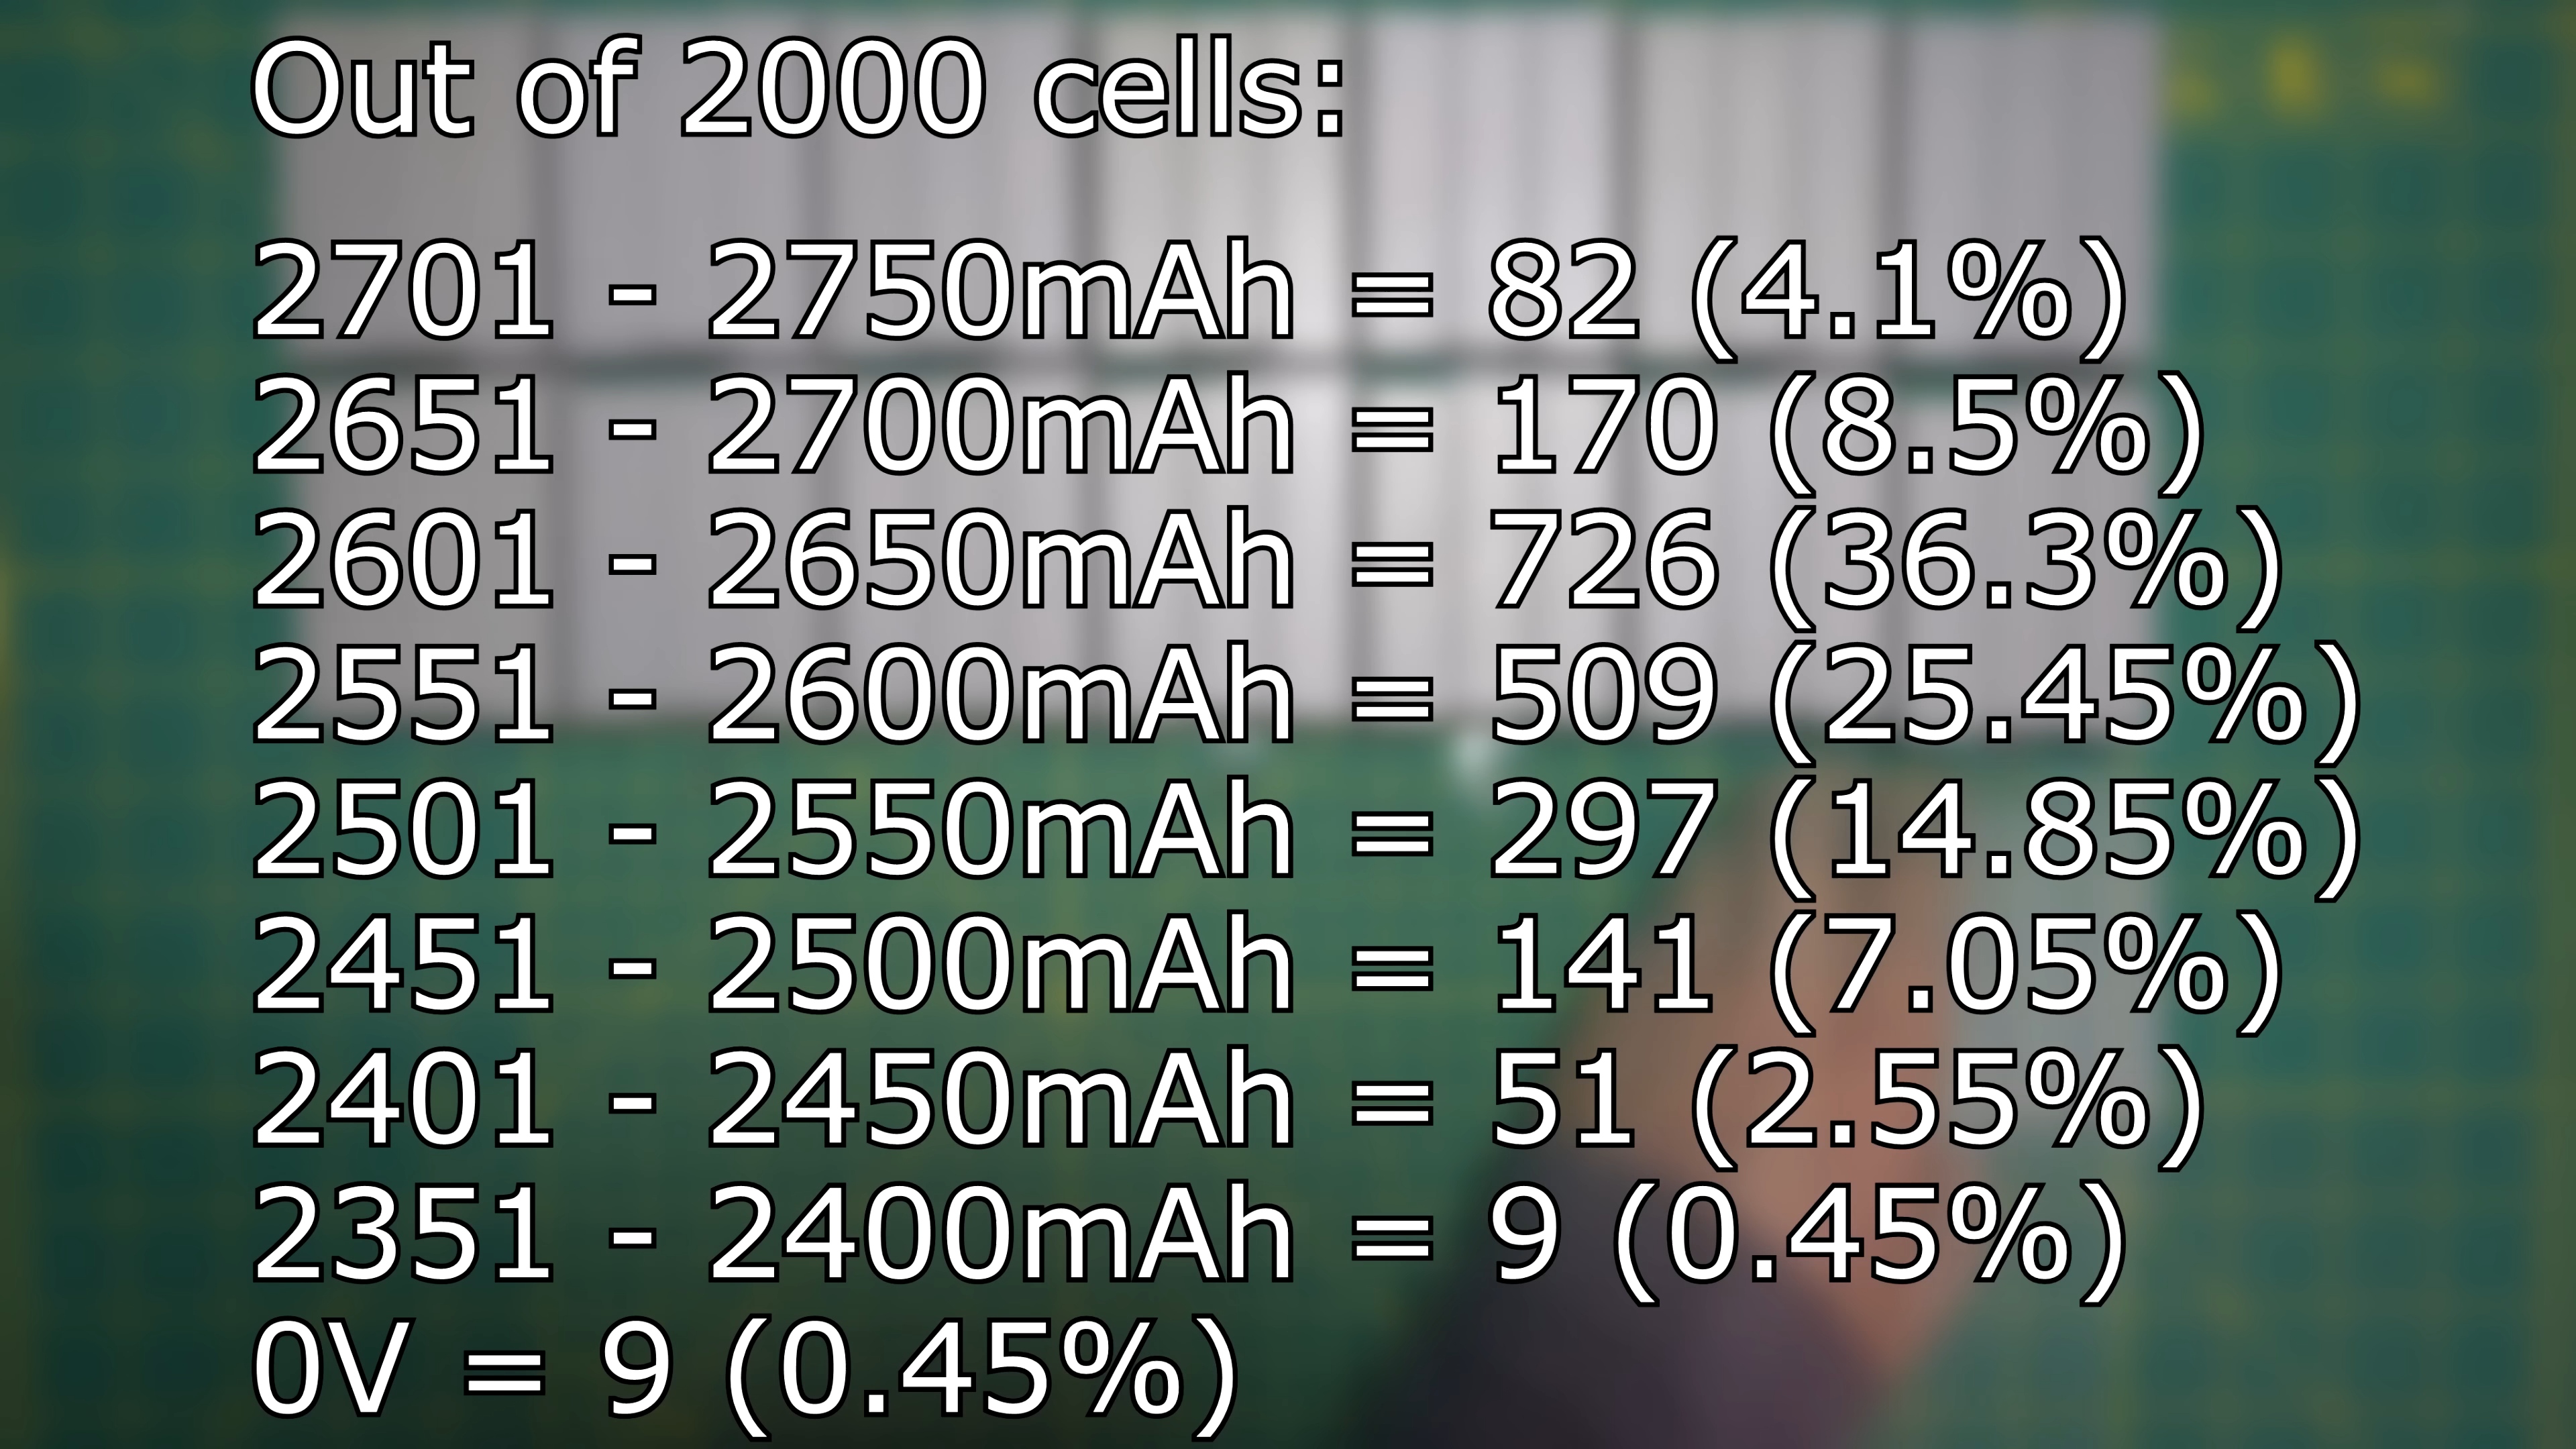 Out of 2000 cells:
2701 - 2750mAh = 82 (4.1%)
2651 - 2700mAh = 170 (8.5%)
2601 - 2650mAh = 726 (36.3%)
2551 - 2600mAh = 509 (25.45%)
2501 - 2550mAh = 297 (14.85%)
2451 - 2500mAh = 141 (7.05%)
2401 - 2450mAh = 51 (2.55%)
2351 - 2400mAh = 9 (0.45%)
0V = 9 (0.45%)